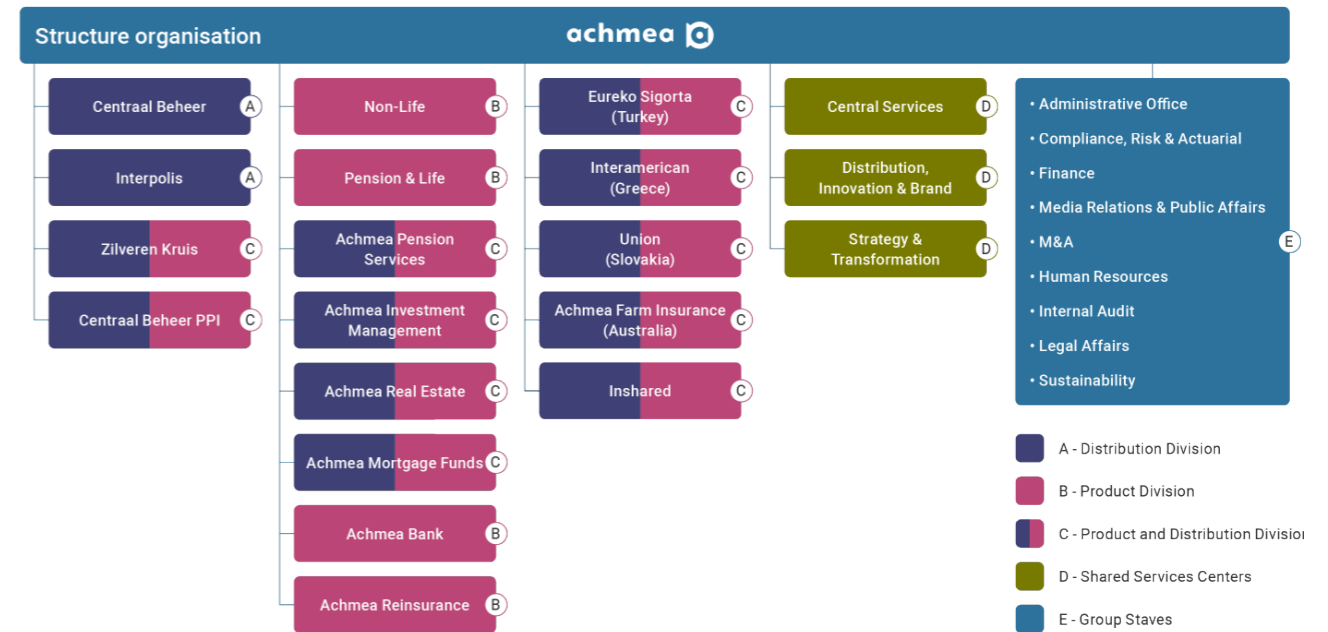 Structure organisation
achmea
Centraal Beheer A
Interpolis A
Zilveren Kruis C
Centraal Beheer PPI C
Non-Life B
Pension & Life B
Achmea Pension
Services C
Achmea Investment
Management C
Achmea Real Estate C
Achmea Mortgage Funds C
Achmea Bank B
Achmea Reinsurance B
Eureko Sigorta
(Turkey) C
Interamerican
(Greece) C
Union
(Slovakia) C
Achmea Farm Insurance
(Australia) C
Inshared C
Central Services D
Distribution,
Innovation & Brand D
Strategy &
Transformation D
• Administrative Office
• Compliance, Risk & Actuarial
• Finance
• Media Relations & Public Affairs
• M&A
• Human Resources
• Internal Audit
• Legal Affairs
• Sustainability
E
A - Distribution Division
B - Product Division
C - Product and Distribution Division
D - Shared Services Centers
E - Group Staves